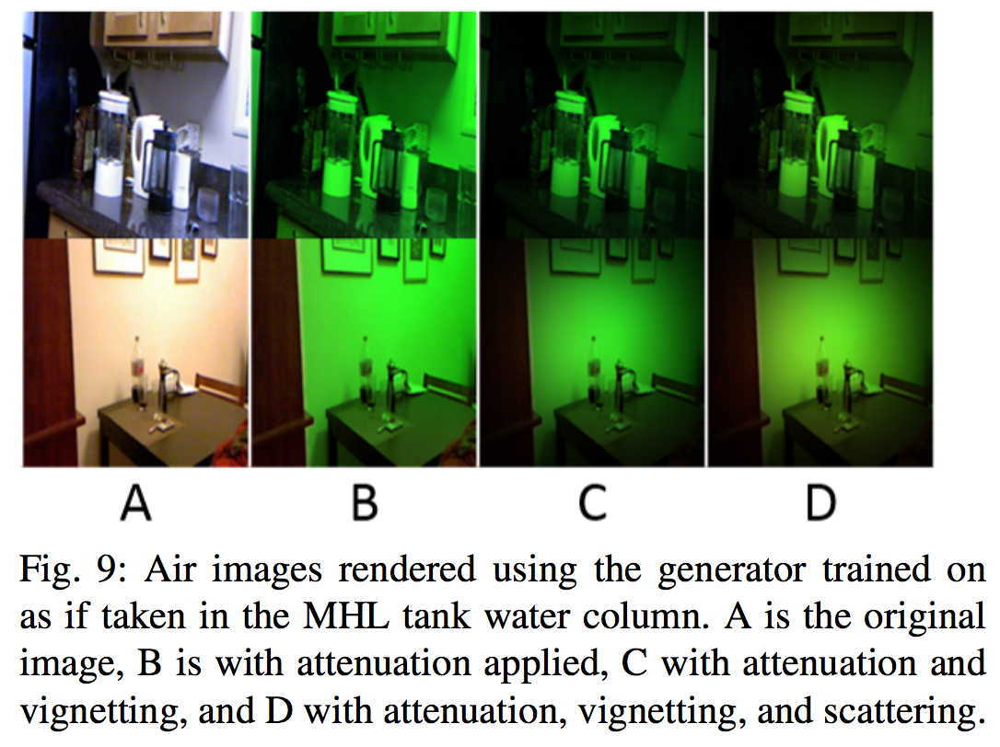 A B C D
Fig. 9: Air images rendered using the generator trained on
as if taken in the MHL tank water column. A is the original
image, B is with attenuation applied, C with attenuation and
vignetting, and D with attenuation, vignetting, and scattering.